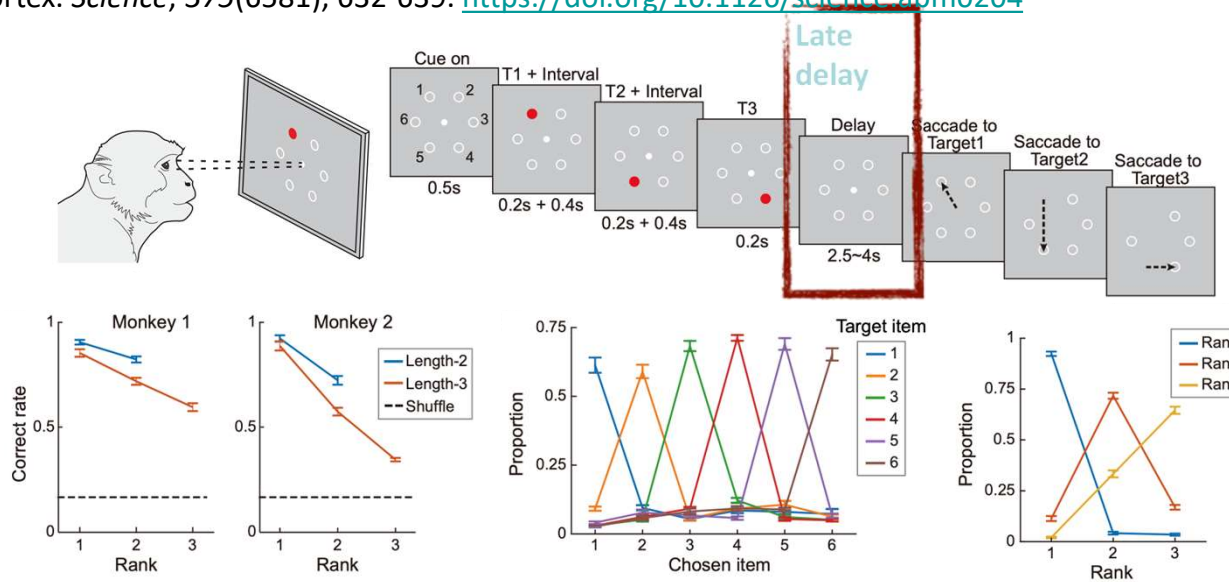 ortex. Science, 379(6581), 632-639. https://doi.org/10.1126/science.abm0204
Late
delay
Cue on
T1 + Interval
T2 + Interval
T3
Delay
Saccade to
Target1
Saccade to
Target2
Saccade to
Target3
1 2
6 3
5 4
0.5s
0.2s + 0.4s
0.2s + 0.4s
0.2s
2.5~4s
Monkey 1
Correct rate
1
0.5
0
1 2 3
Rank
Monkey 2
1
0.5
0
1 2 3
Rank
Length-2
Length-3
Shuffle
Proportion
0.75
0.5
0.25
0
1 2 3 4 5 6
Chosen item
Target item
1
2
3
4
5
6
Proportion
1
0.75
0.5
0.25
0
1 2 3
Rank
Ran
Ran
Ran